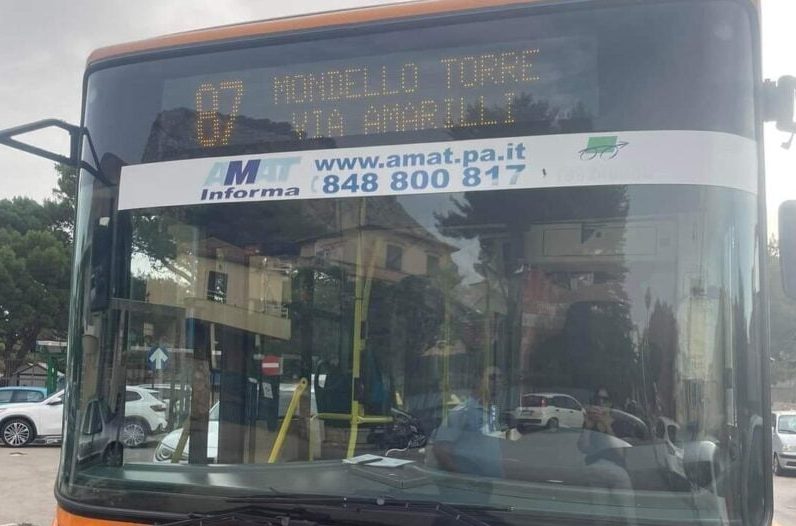 87 MONDELLO TORRE
VIA AMARILLI
AMAT
Informa
www.amat.pa.it
848 800 817